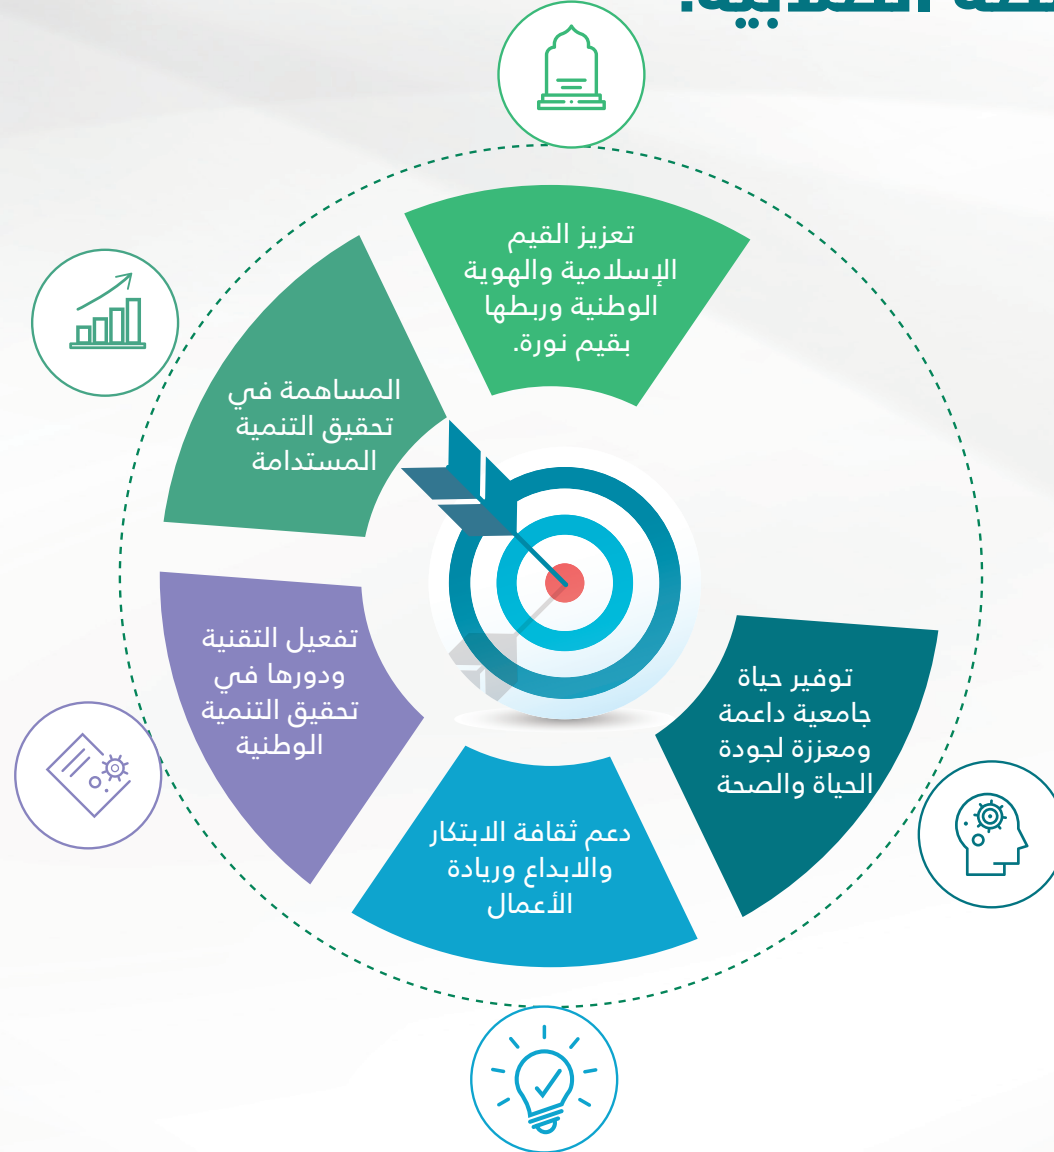 الطلابية:
تعزيز القيم
الإسلامية والهوية
الوطنية وربطها
بقيم نورة.
المساهمة في
تحقيق التنمية
المستدامة
تفعيل التقنية
ودورها في
تحقيق التنمية
الوطنية
دعم ثقافة الابتكار
والابداع وريادة
الأعمال
توفير حياة
جامعية داعمة
ومعززة لجودة
الحياة والصحة